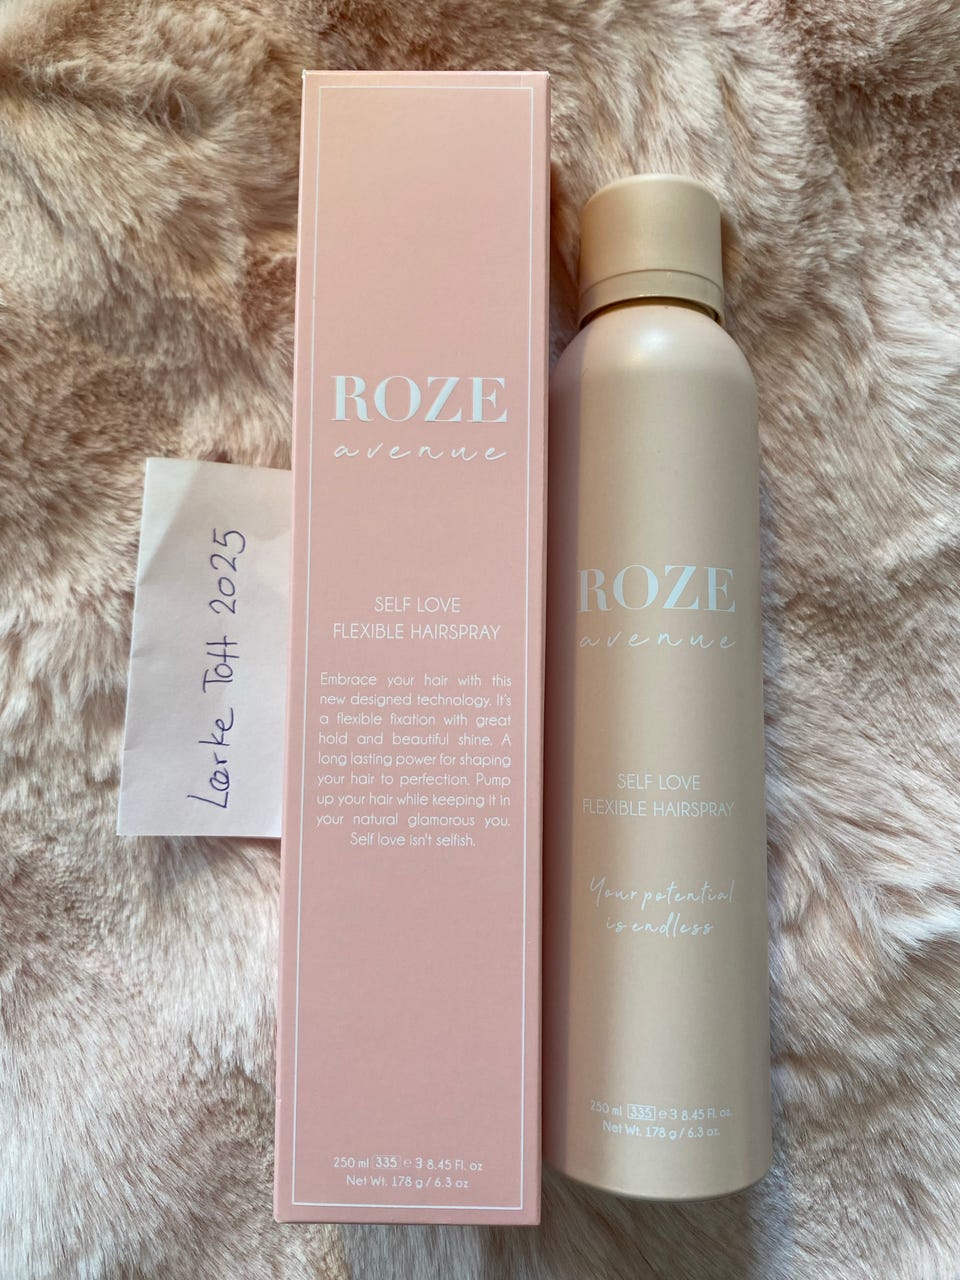 Lærke Toft 2025
ROZE
avenue
SELF LOVE
FLEXIBLE HAIRSPRAY
Embrace your hair with this
new designed technology. It's
a flexible fixation with great
hold and beautiful shine. A
long lasting power for shaping
your hair to perfection. Pump
up your hair while keeping it in
your natural glamorous you.
Self love isn't selfish.
250 ml 335 e 3 8.45 Fl. oz
Net Wt. 178 g / 6.3 oz
ROZE
avenue
SELF LOVE
FLEXIBLE HAIRSPRAY
Your potential
is endless
250 ml 335 e 3 8.45 Fl. oz.
Net Wt. 178 g / 6.3 oz.